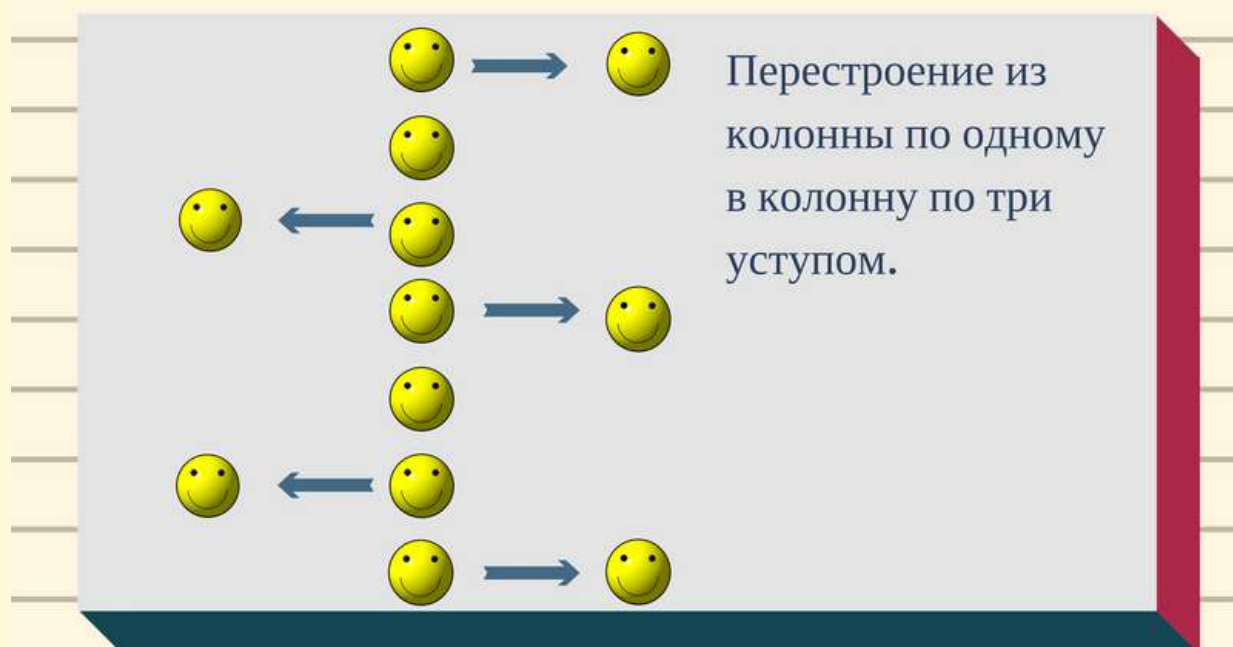 Перестроение из
колонны по одному
в колонну по три
уступом.